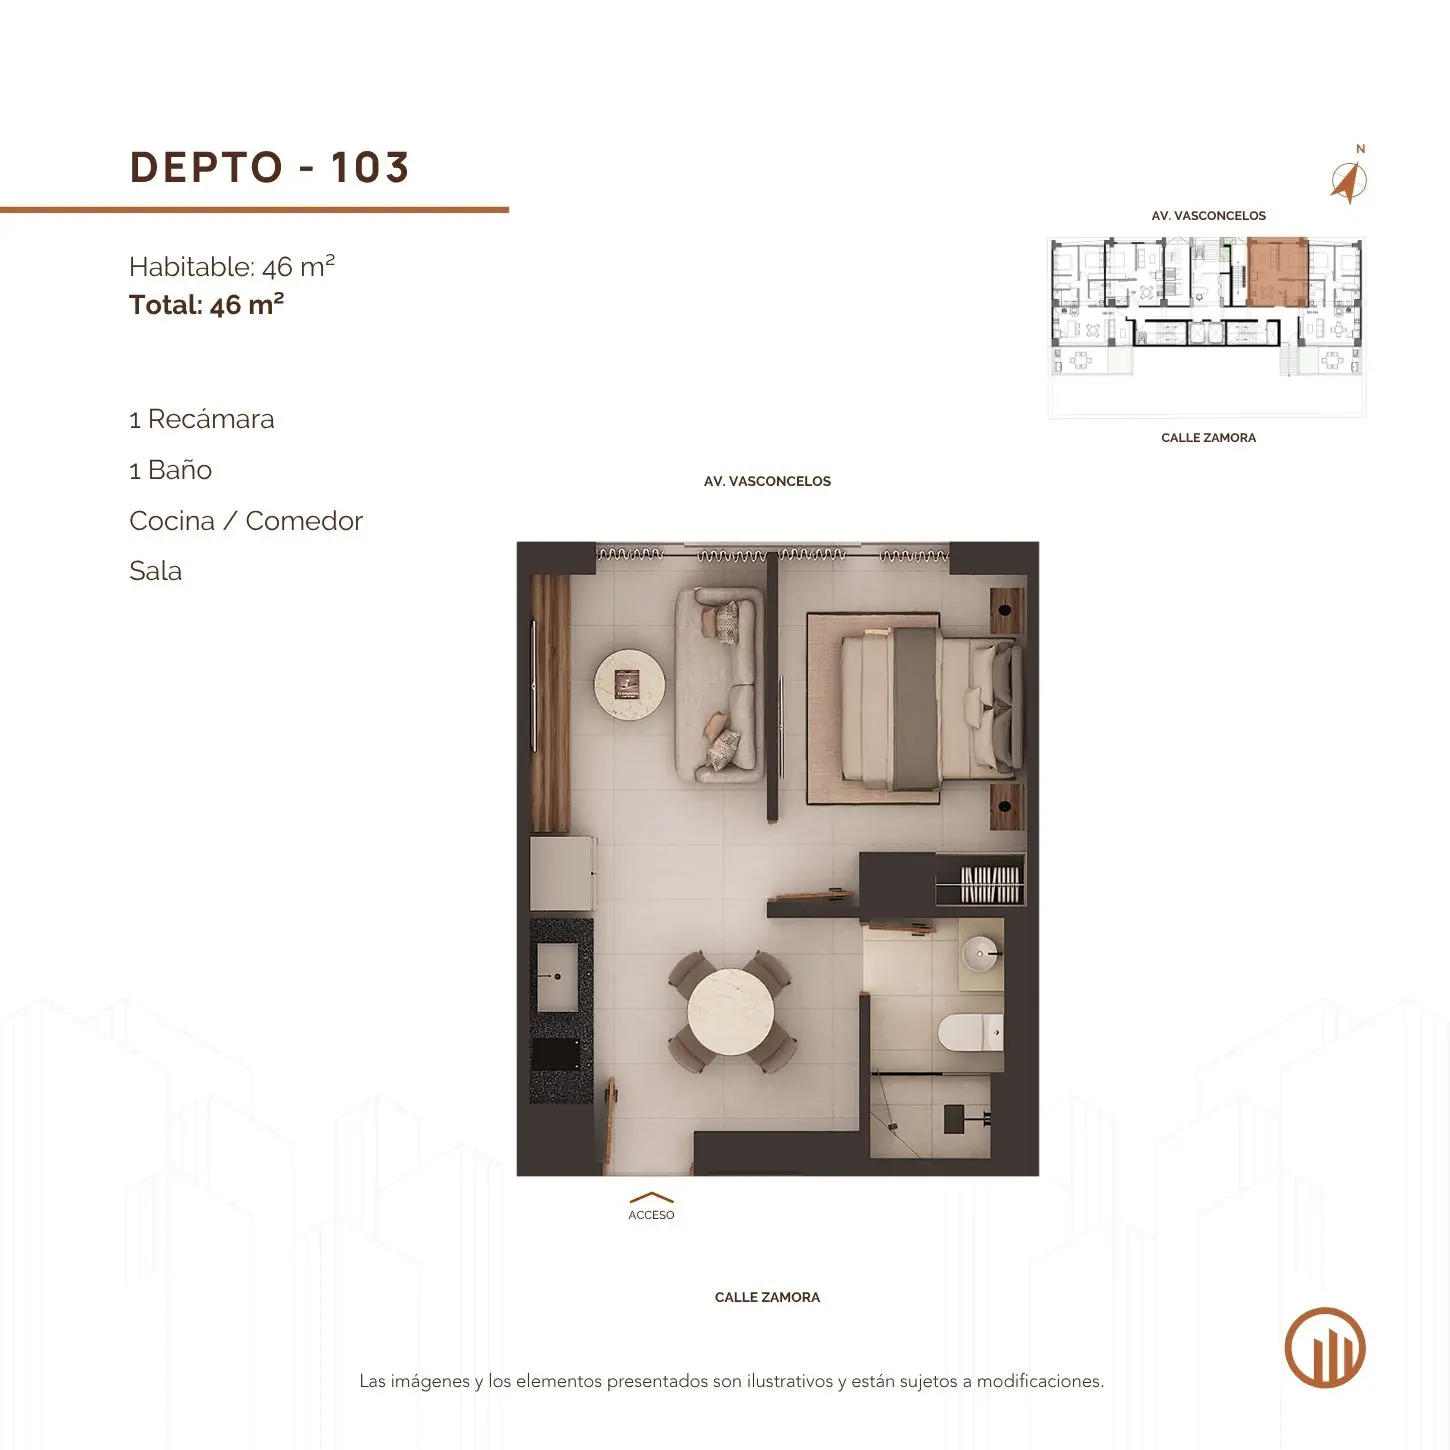 DEPTO - 103
N
AV. VASCONCELOS
Habitable: 46 m²
Total: 46 m²
1 Recámara
CALLE ZAMORA
1 Baño
AV. VASCONCELOS
Cocina / Comedor
Sala
ACCESO
CALLE ZAMORA
Las imágenes y los elementos presentados son ilustrativos y están sujetos a modificaciones.